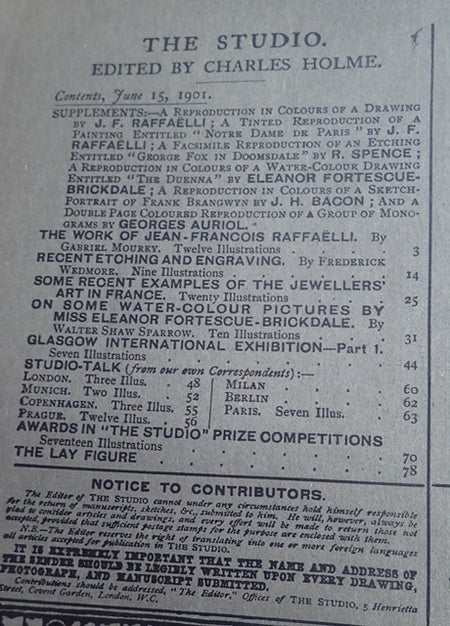 THE STUDIO.
EDITED BY CHARLES HOLME.
Contents, June 15, 1901.
SUPPLEMENTS:—A REPRODUCTION IN COLOURS OF A DRAWING
BY J. F. RAFFAËLLI; A TINTED REPRODUCTION OF A
PAINTING ENTITLED "NOTRE DAME DE PARIS" BY J. F.
RAFFAËLLI; A FACSIMILE REPRODUCTION OF AN ETCHING
ENTITLED "GEORGE FOX IN DOOMSDALE" BY R. SPENCE;
A REPRODUCTION IN COLOURS OF A WATER-COLOUR DRAWING
ENTITLED "THE DUENNA" BY ELEANOR FORTESCUE-
BRICKDALE; A REPRODUCTION IN COLOURS OF A SKETCH-
PORTRAIT OF FRANK BRANGWYN BY J. H. BACON; AND A
DOUBLE PAGE COLOURED REPRODUCTION OF A GROUP OF MONO-
GRAMS BY GEORGES AURIOL.
THE WORK OF JEAN-FRANCOIS RAFFAËLLI. By
GABRIEL MOUREY. Twelve Illustrations . . . . 3
RECENT ETCHING AND ENGRAVING. By FREDERICK
WEDMORE. Nine Illustrations . . . . 14
SOME RECENT EXAMPLES OF THE JEWELLERS'
ART IN FRANCE. Twenty Illustrations . . . 25
ON SOME WATER-COLOUR PICTURES BY
MISS ELEANOR FORTESCUE-BRICKDALE. By
WALTER SHAW SPARROW. Ten Illustrations . . . 31
GLASGOW INTERNATIONAL EXHIBITION—Part 1.
Seven Illustrations . . . . 44
STUDIO-TALK (from our own Correspondents):—
LONDON. Three Illus. . 48
MUNICH. Two Illus. . 52
COPENHAGEN. Three Illus. 55
PRAGUE. Twelve Illus. . 56
MILAN . . . 60
BERLIN . . . 62
PARIS. Seven Illus. . 63
AWARDS IN "THE STUDIO" PRIZE COMPETITIONS
Seventeen Illustrations . . . . 70
THE LAY FIGURE . . . . 78
NOTICE TO CONTRIBUTORS.
The Editor of THE STUDIO cannot under any circumstances hold himself responsible
for the return of manuscripts, sketches, &c., submitted to him. He will, however, always be
glad to consider articles and drawings, and every effort will be made to return those not
accepted, provided that sufficient postage stamps for the purpose are enclosed with them.
N.B.—The Editor reserves the right of translating into one or more foreign languages
all articles accepted for publication in THE STUDIO.
IT IS EXTREMELY IMPORTANT THAT THE NAME AND ADDRESS OF
THE SENDER SHOULD BE LEGIBLY WRITTEN UPON EVERY DRAWING,
PHOTOGRAPH, AND MANUSCRIPT SUBMITTED.
Contributions should be addressed, "The Editor," Offices of THE STUDIO, 5 Henrietta
Street, Covent Garden, London, W.C.